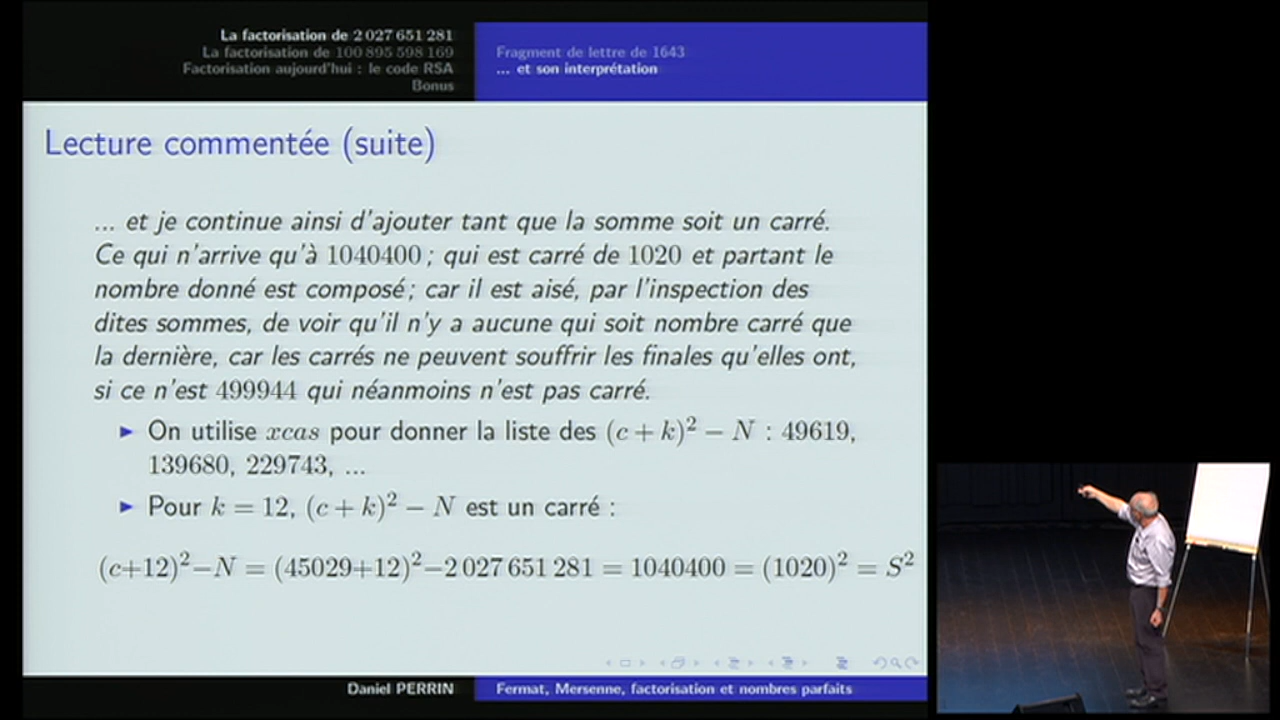 La factorisation de 2 027 651 281
La factorisation de 100 895 598 169
Factorisation aujourd'hui : le code RSA
Bonus
Fragment de lettre de 1643
... et son interprétation
Lecture commentée (suite)
... et je continue ainsi d'ajouter tant que la somme soit un carré.
Ce qui n'arrive qu'à 1040400 ; qui est carré de 1020 et partant le
nombre donné est composé ; car il est aisé, par l'inspection des
dites sommes, de voir qu'il n'y a aucune qui soit nombre carré que
la dernière, car les carrés ne peuvent souffrir les finales qu'elles ont,
si ce n'est 499944 qui néanmoins n'est pas carré.
► On utilise xcas pour donner la liste des (c + k)² − N : 49619,
139680, 229743, ...
► Pour k = 12, (c + k)² − N est un carré :
(c+12)²−N = (45029+12)²−2 027 651 281 = 1040400 = (1020)² = S²
Daniel PERRIN
Fermat, Mersenne, factorisation et nombres parfaits